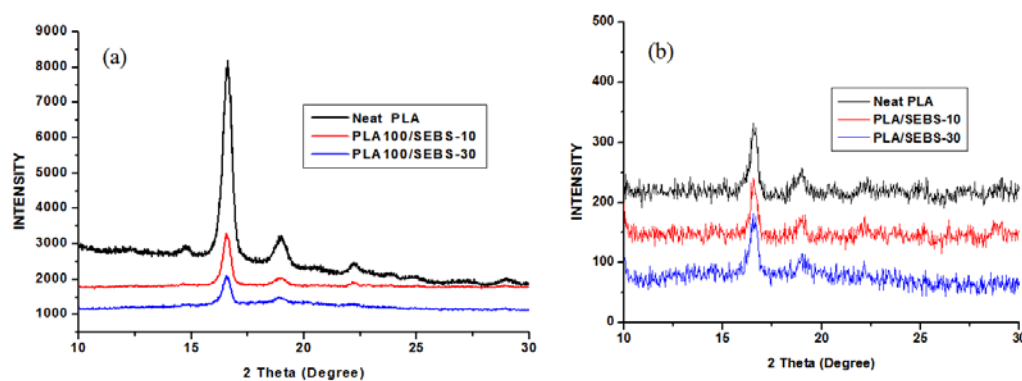 (a)
9000
8000
7000
6000
5000
4000
3000
2000
1000
INTENSITY
Neat PLA
PLA100/SEBS-10
PLA100/SEBS-30
10 15 20 25 30
2 Theta (Degree)
(b)
500
400
300
200
100
0
INTENSITY
Neat PLA
PLA/SEBS-10
PLA/SEBS-30
10 15 20 25 30
2 Theta (Degree)